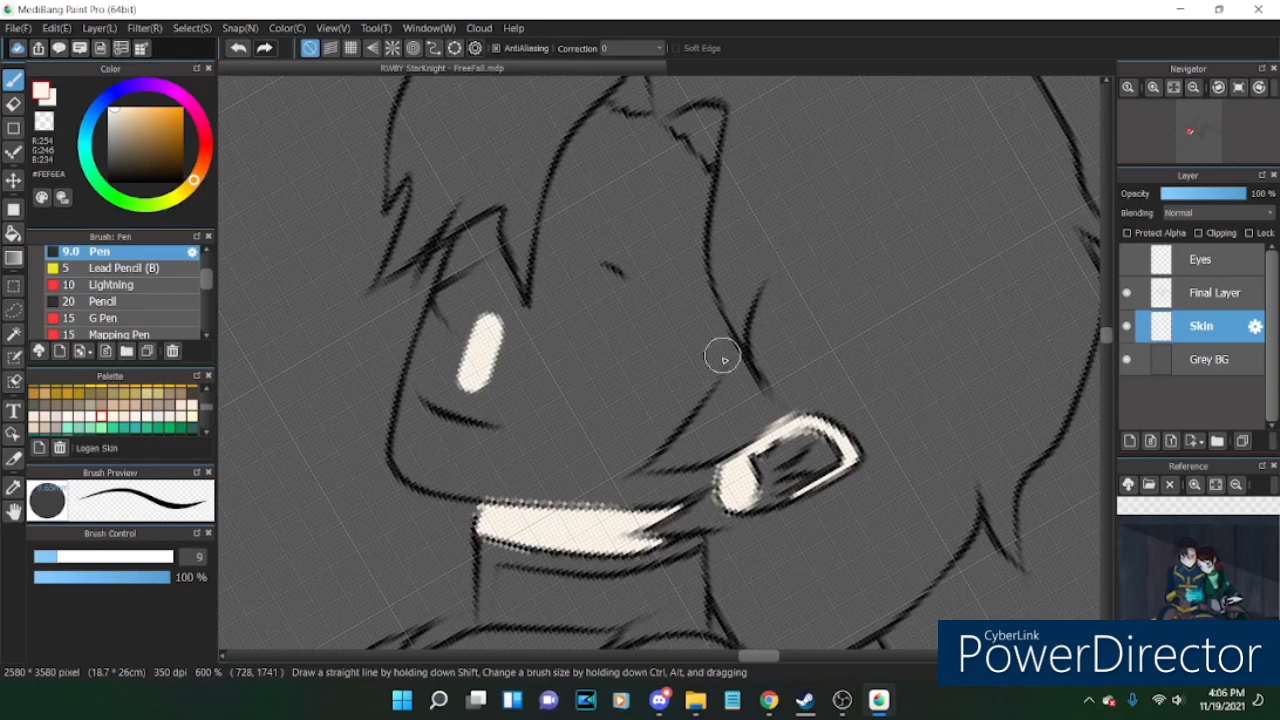 MediBang Paint Pro (64bit)
File(F) Edit(E) Layer(L) Filter(R) Select(S) Snap(N) Color(C) View(V) Tool(T) Window(W) Cloud Help
AntiAliasing Correction 0 Soft Edge
Color
RWBY StarKnight - FreeFall.mdp
Navigator
R:254
G:246
B:234
#FEF6EA
Brush: Pen
9.0 Pen
5 Lead Pencil (B)
10 Lightning
20 Pencil
15 G Pen
15 Mapping Pen
Palette
Logan Skin
Brush Preview
Brush Control
9
100 %
Layer
Opacity 100 %
Blending Normal
Protect Alpha Clipping Lock
Eyes
Final Layer
Skin
Grey BG
Reference
2580 * 3580 pixel (18.7 * 26cm) 350 dpi 600 % (728, 1741) Draw a straight line by holding down Shift, Change a brush size by holding down Ctrl, Alt, and dragging
CyberLink
PowerDirector
4:06 PM
11/19/2021